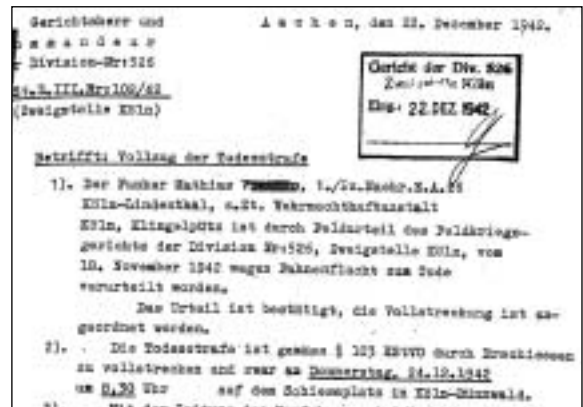 Gerichtsherr und
Aachen, den 22. Dezember 1942.
Division Nr:526
III.Nr:102/42
(Zweigstelle Köln)
Gericht der Div. 526
Zweigstelle Köln
Eing.: 22.DEZ.1942
Betrifft: Vollzug der Todesstrafe
1). Der Funker Mathias
Köln-Lindenthal, z.Zt. Wehrmachthaftanstalt
Köln, Klingelpütz ist durch Feldurteil des Feldkriegs-
gerichts der Division Nr:526, Zweigstelle Köln, vom
18. November 1942 wegen Fahnenflucht zum Tode
verurteilt worden.
Das Urteil ist bestätigt, die Vollstreckung ist an-
geordnet worden.
2). Die Todesstrafe ist gemäss § 103 KStVO durch Erschiessen
zu vollstrecken und zwar am Donnerstag, 24.12.1942
um 8,30 Uhr auf dem Schiessplatz in Köln-Dünnwald.